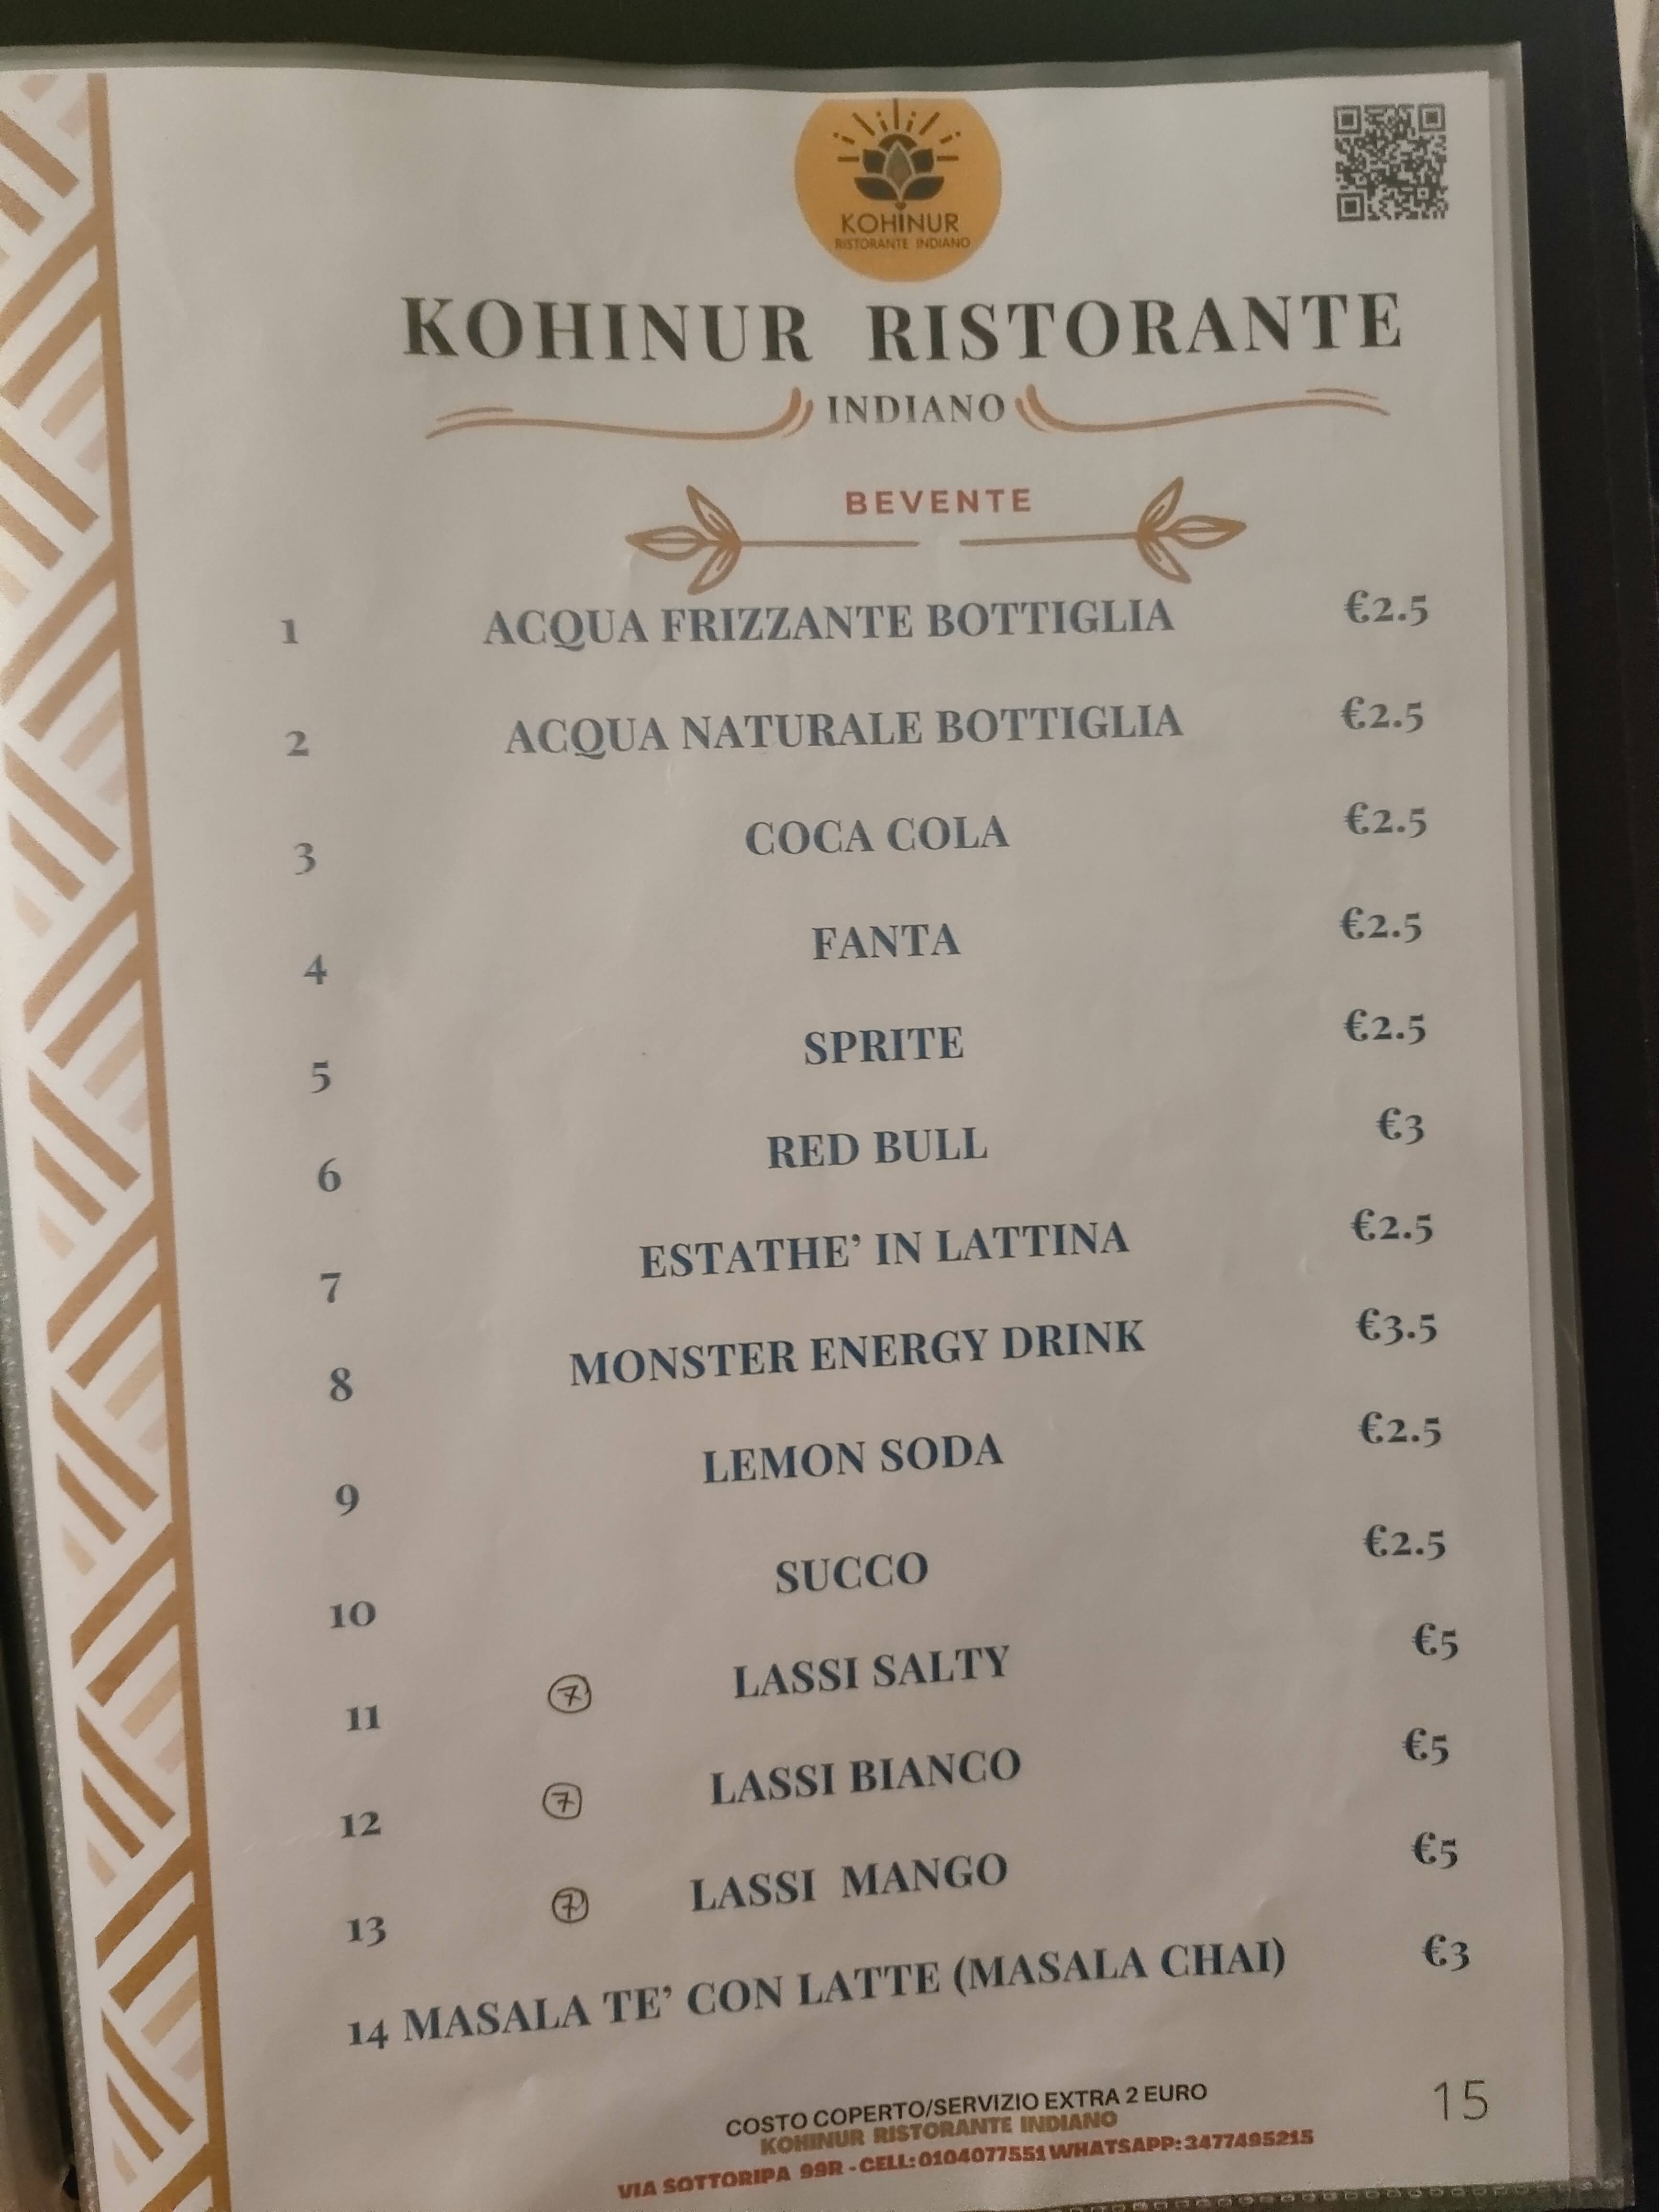 KOHINUR
RISTORANTE INDIANO
KOHINUR RISTORANTE
INDIANO
BEVENTE
1 ACQUA FRIZZANTE BOTTIGLIA €2.5
2 ACQUA NATURALE BOTTIGLIA €2.5
3 COCA COLA €2.5
4 FANTA €2.5
5 SPRITE €2.5
6 RED BULL €3
7 ESTATHE’ IN LATTINA €2.5
8 MONSTER ENERGY DRINK €3.5
9 LEMON SODA €2.5
10 SUCCO €2.5
11 7 LASSI SALTY €5
12 7 LASSI BIANCO €5
13 7 LASSI MANGO €5
14 MASALA TE’ CON LATTE (MASALA CHAI) €3
COSTO COPERTO/SERVIZIO EXTRA 2 EURO
KOHINUR RISTORANTE INDIANO
VIA SOTTORIPA 99R - CELL: 0104077551 WHATSAPP: 3477495215
15